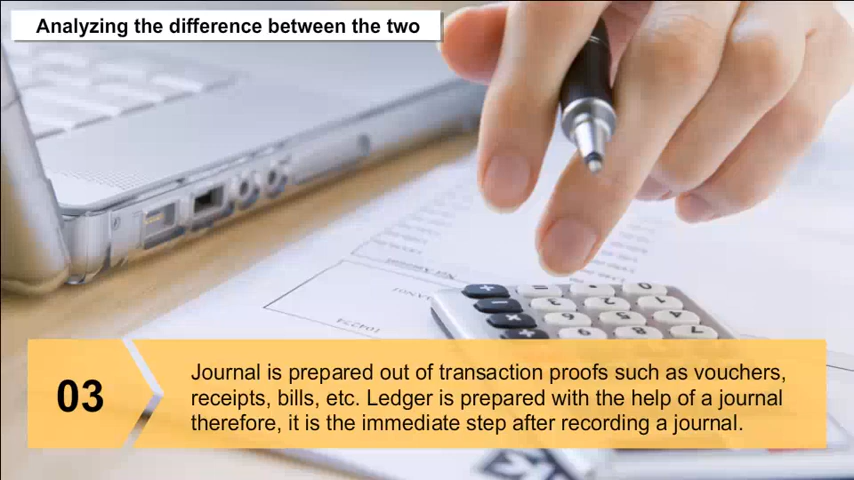 Analyzing the difference between the two
03
Journal is prepared out of transaction proofs such as vouchers,
receipts, bills, etc. Ledger is prepared with the help of a journal
therefore, it is the immediate step after recording a journal.